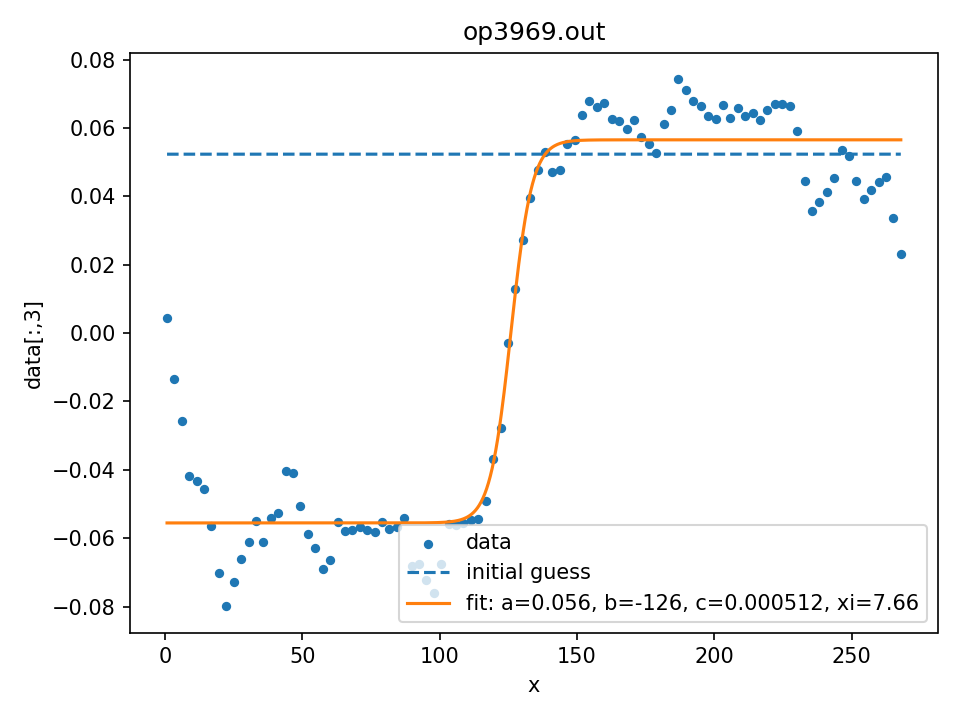 op3969.out
0.08
0.06
0.04
0.02
0.00
−0.02
−0.04
−0.06
−0.08
data[:,3]
data
initial guess
fit: a=0.056, b=-126, c=0.000512, xi=7.66
0 50 100 150 200 250
x